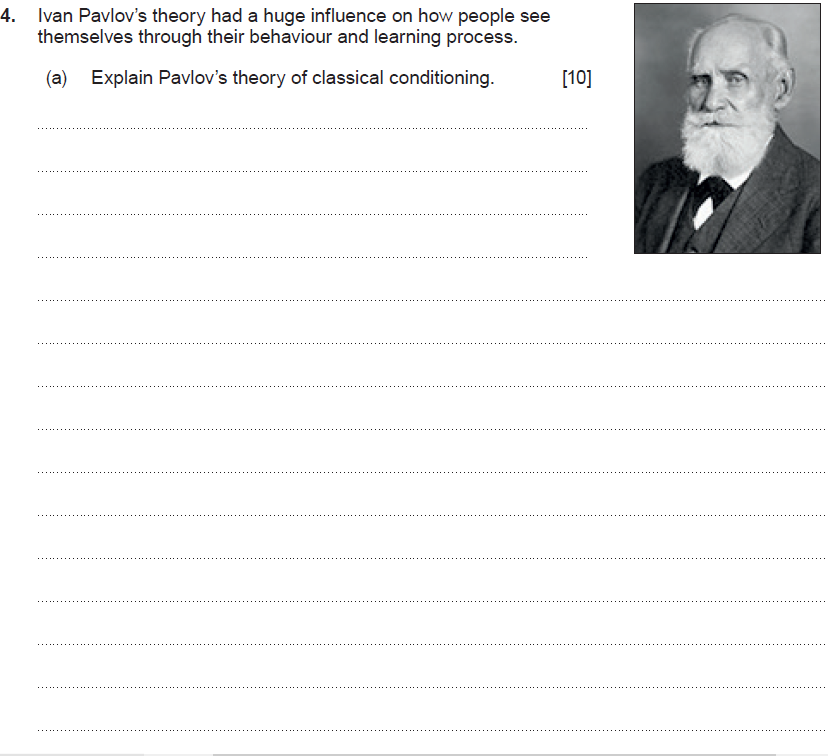 4. Ivan Pavlov's theory had a huge influence on how people see
themselves through their behaviour and learning process.
(a) Explain Pavlov's theory of classical conditioning. [10]